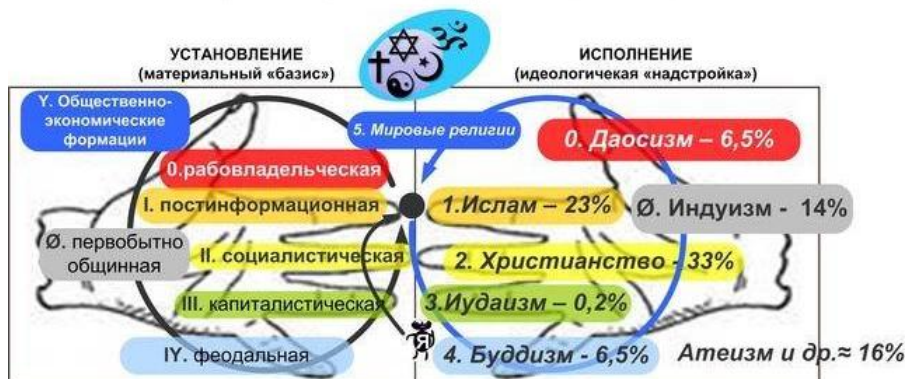 УСТАНОВЛЕНИЕ
(материальный «базис»)
ИСПОЛНЕНИЕ
(идеологичекая «надстройка»)
Y. Общественно-
экономические
формации
5. Мировые религии
0. Даосизм – 6,5%
0.рабовладельческая
I. постинформационная
1.Ислам – 23%
Ø. Индуизм - 14%
Ø. первобытно
общинная
II. социалистическая
2. Христианство - 33%
III. капиталистическая
3.Иудаизм – 0,2%
IY. феодальная
Я
4. Буддизм - 6,5%
Атеизм и др.≈ 16%